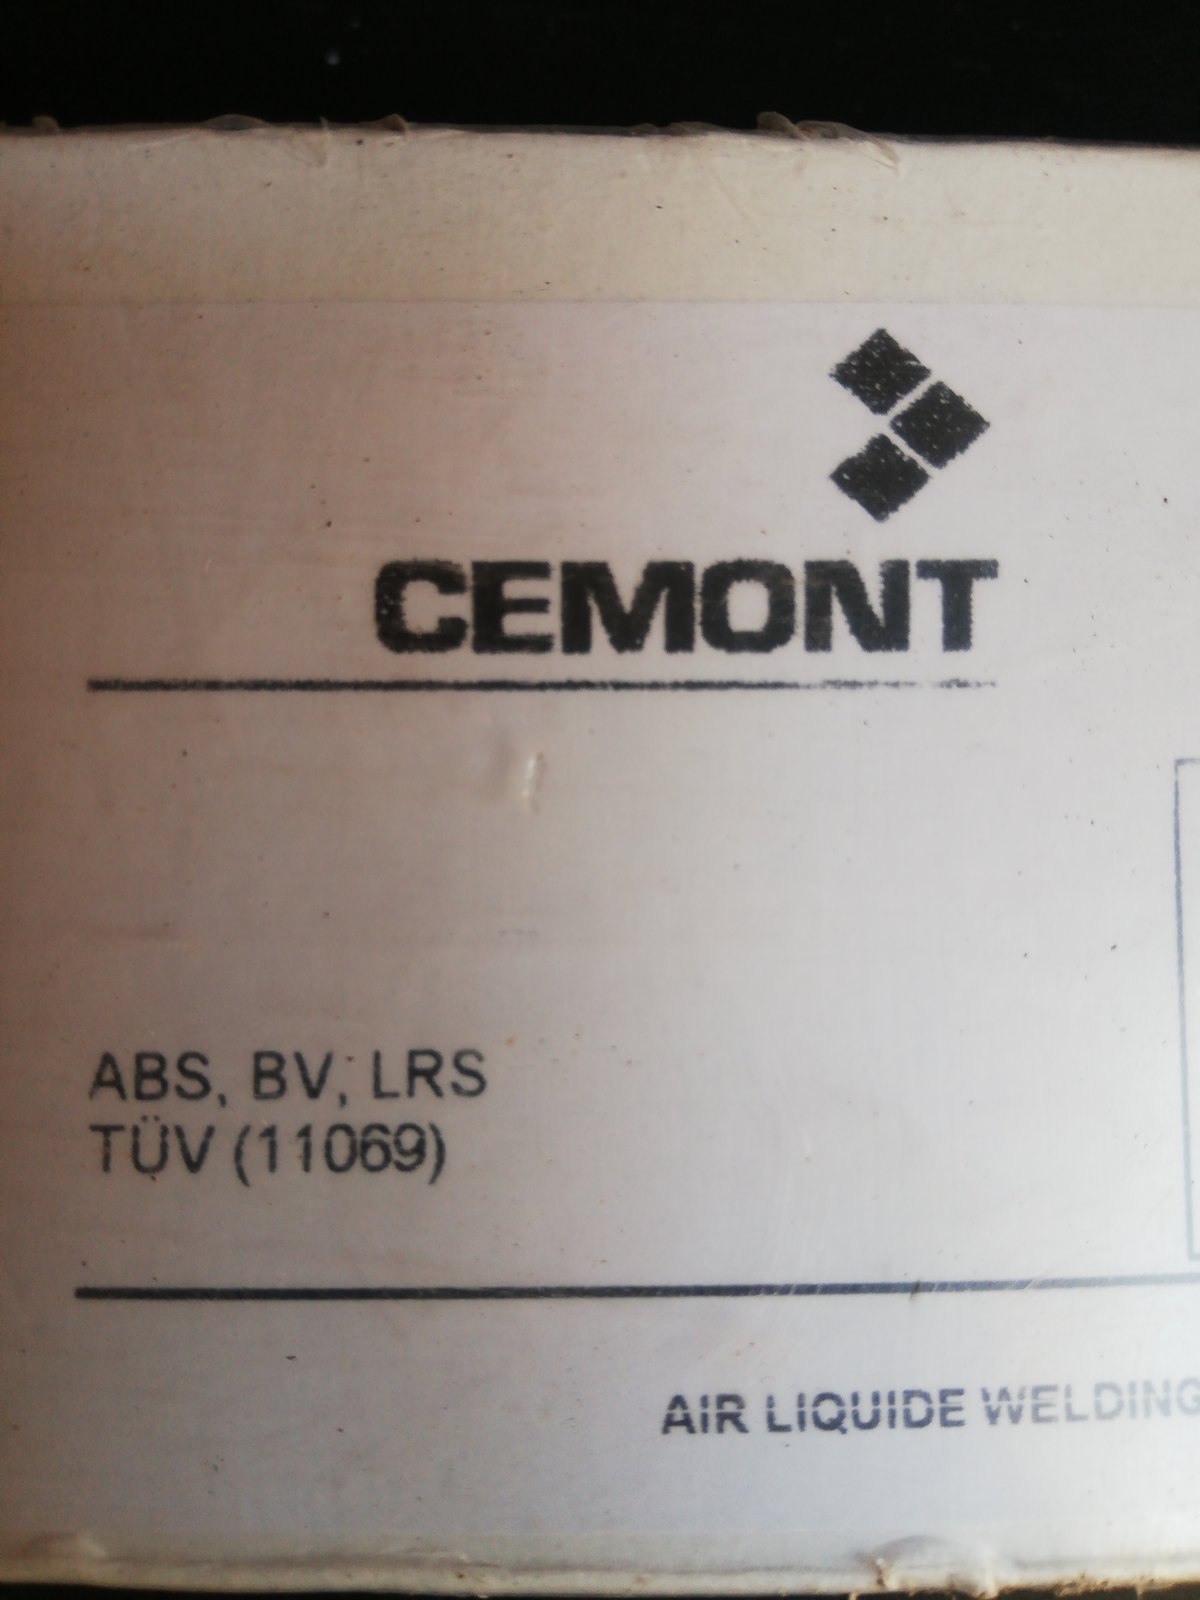 CEMONT
ABS, BV, LRS
TÜV (11069)
AIR LIQUIDE WELDING